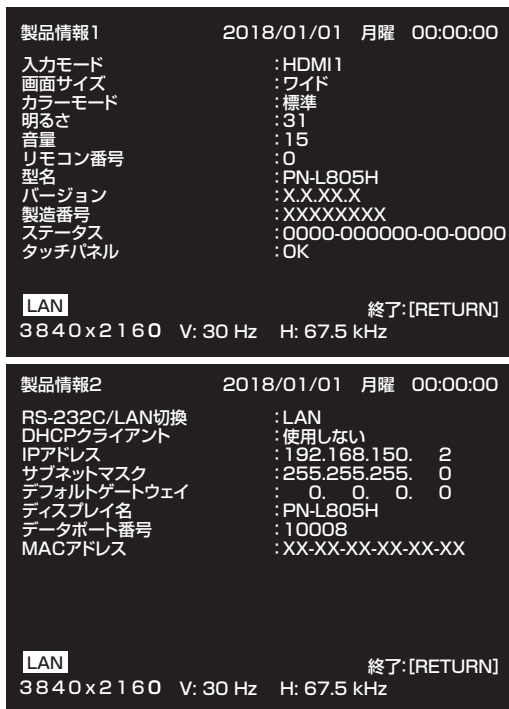 製品情報1 2018/01/01 月曜 00:00:00
入力モード :HDMI1
画面サイズ :ワイド
カラーモード :標準
明るさ :31
音量 :15
リモコン番号 :0
型名 :PN-L805H
バージョン :X.X.XX.X
製造番号 :XXXXXXXX
ステータス :0000-000000-00-0000
タッチパネル :OK
LAN 終了:[RETURN]
3840x2160 V: 30 Hz H: 67.5 kHz
製品情報2 2018/01/01 月曜 00:00:00
RS-232C/LAN切換 :LAN
DHCPクライアント :使用しない
IPアドレス :192.168.150. 2
サブネットマスク :255.255.255. 0
デフォルトゲートウェイ : 0. 0. 0. 0
ディスプレイ名 :PN-L805H
データポート番号 :10008
MACアドレス :XX-XX-XX-XX-XX-XX
LAN 終了:[RETURN]
3840x2160 V: 30 Hz H: 67.5 kHz